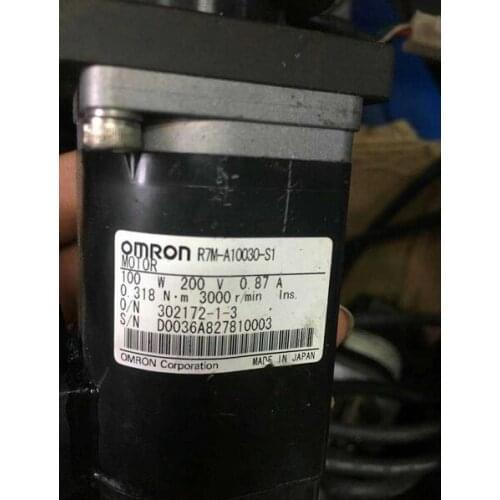 OMRON R7M-A10030-S1
MOTOR
100 W 200 V 0.87 A
0.318 N·m 3000 r/min Ins.
O/N 302172-1-3
S/N D0036A827810003
OMRON Corporation MADE IN JAPAN